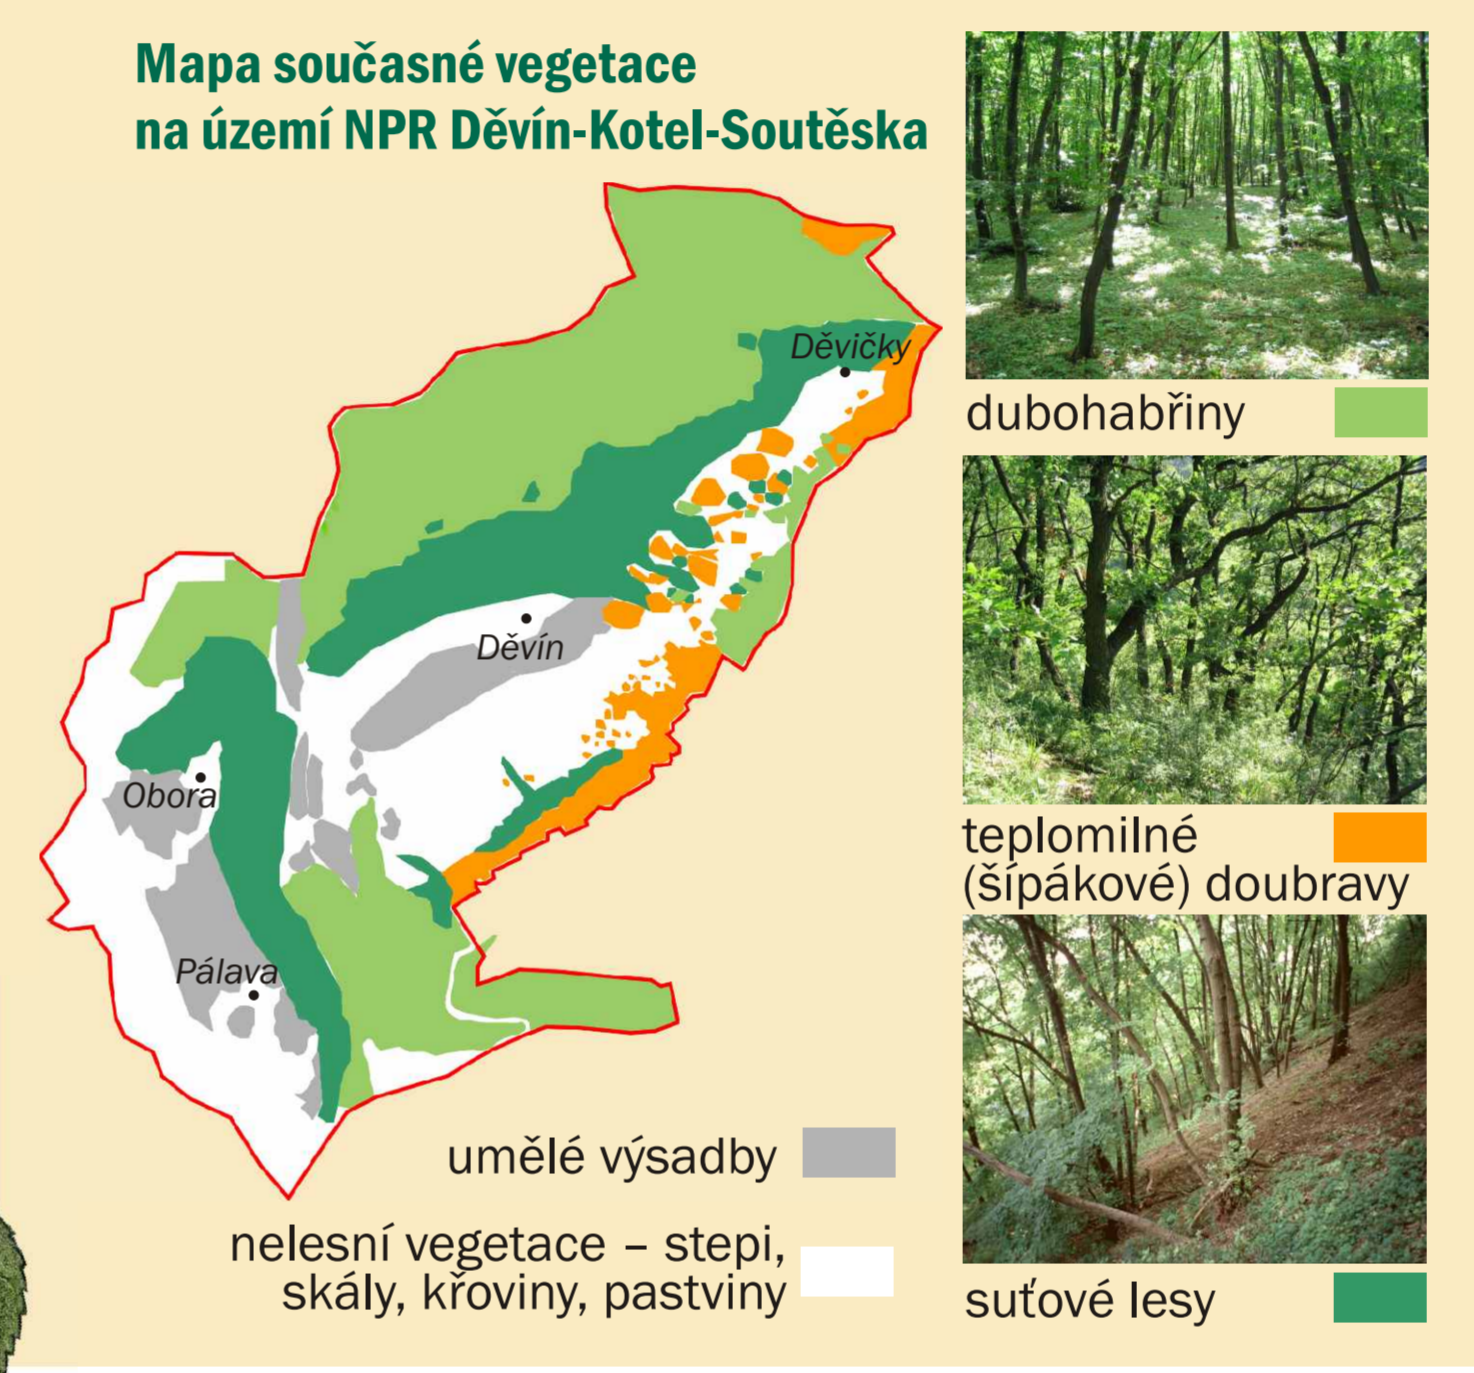 Mapa současné vegetace
na území NPR Děvín-Kotel-Soutěska
Děvičky
Děvín
Obora
Pálava
dubohabřiny
teplomilné
(šípákové) doubravy
suťové lesy
umělé výsadby
nelesní vegetace – stepi,
skály, křoviny, pastviny